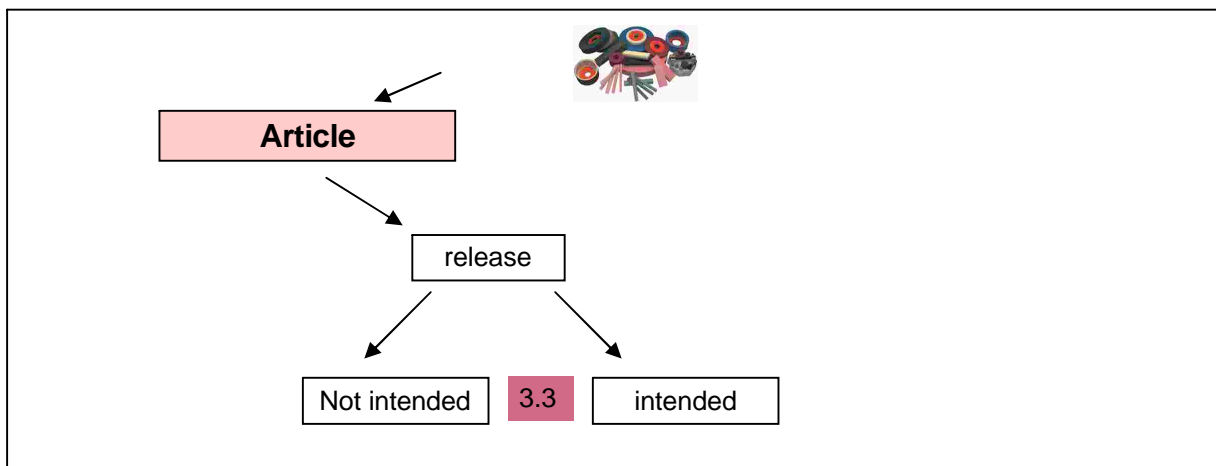 Article
release
Not intended
3.3
intended